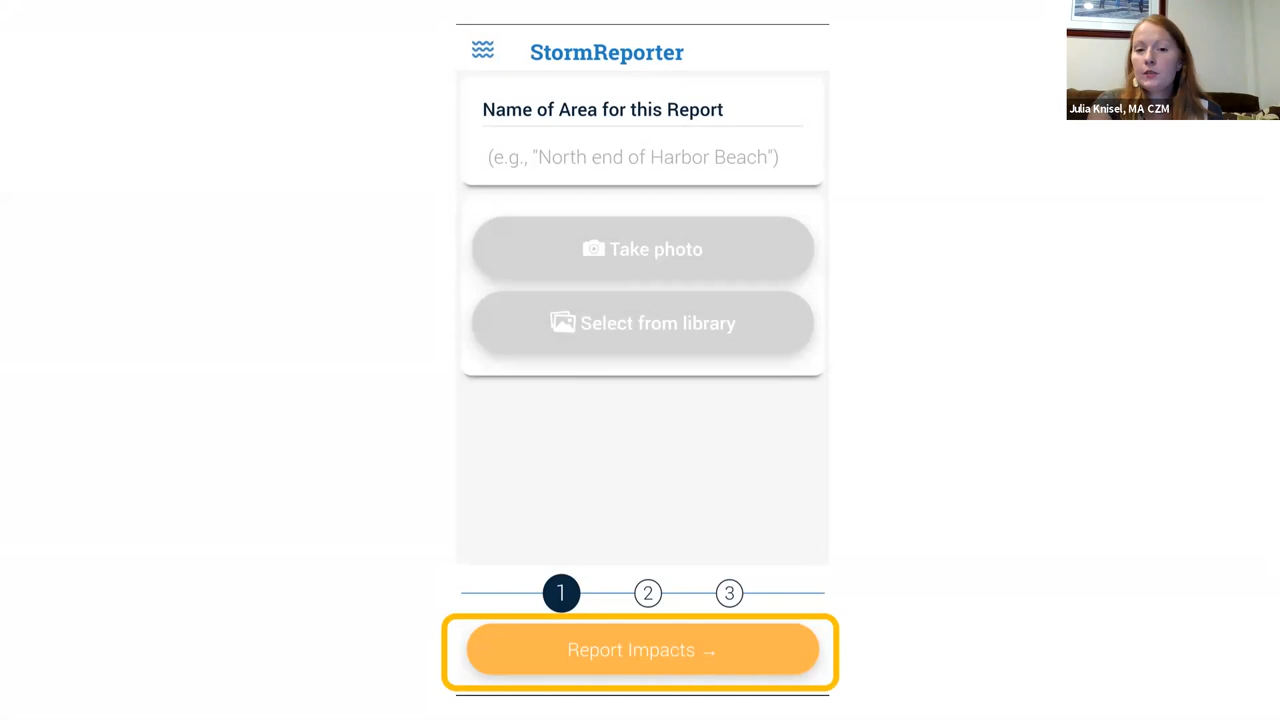 StormReporter
Name of Area for this Report
(e.g., "North end of Harbor Beach")
Take photo
Select from library
1 2 3
Report Impacts →
Julia Knisel, MA CZM